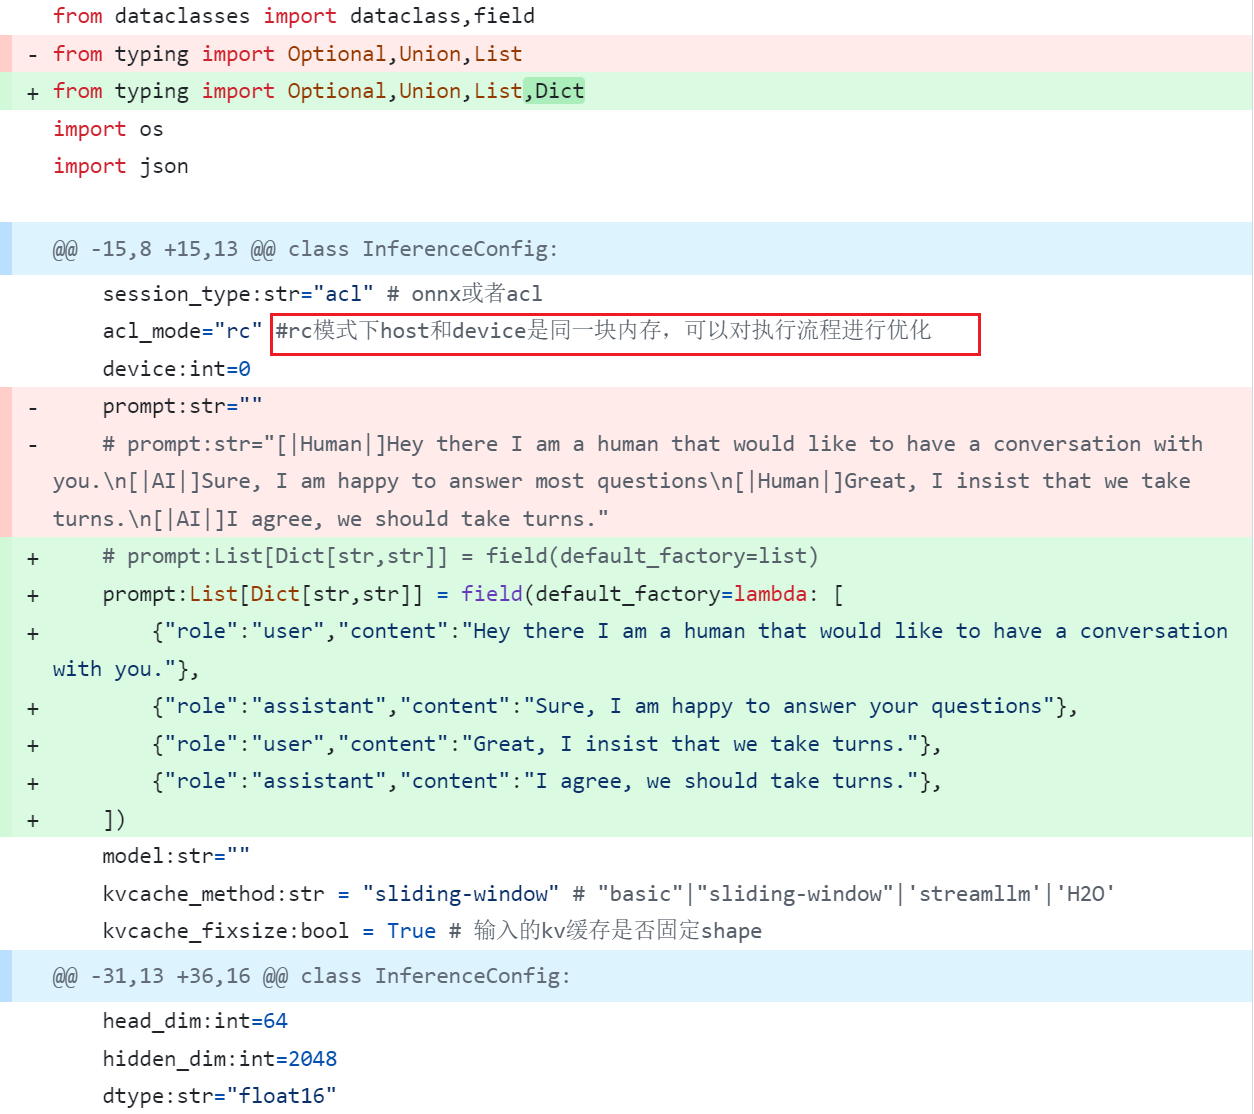 from dataclasses import dataclass,field
- from typing import Optional,Union,List
+ from typing import Optional,Union,List,Dict
import os
import json
@@ -15,8 +15,13 @@ class InferenceConfig:
session_type:str="acl" # onnx或者acl
acl_mode="rc" #rc模式下host和device是同一块内存，可以对执行流程进行优化
device:int=0
- prompt:str=""
- # prompt:str="[|Human|]Hey there I am a human that would like to have a conversation with
you.\n[|AI|]Sure, I am happy to answer most questions\n[|Human|]Great, I insist that we take
turns.\n[|AI|]I agree, we should take turns."
+ # prompt:List[Dict[str,str]] = field(default_factory=list)
+ prompt:List[Dict[str,str]] = field(default_factory=lambda: [
+ {"role":"user","content":"Hey there I am a human that would like to have a conversation
with you."},
+ {"role":"assistant","content":"Sure, I am happy to answer your questions"},
+ {"role":"user","content":"Great, I insist that we take turns."},
+ {"role":"assistant","content":"I agree, we should take turns."},
+ ])
model:str=""
kvcache_method:str = "sliding-window" # "basic"|"sliding-window"|'streamllm'|'H2O'
kvcache_fixsize:bool = True # 输入的kv缓存是否固定shape
@@ -31,13 +36,16 @@ class InferenceConfig:
head_dim:int=64
hidden_dim:int=2048
dtype:str="float16"